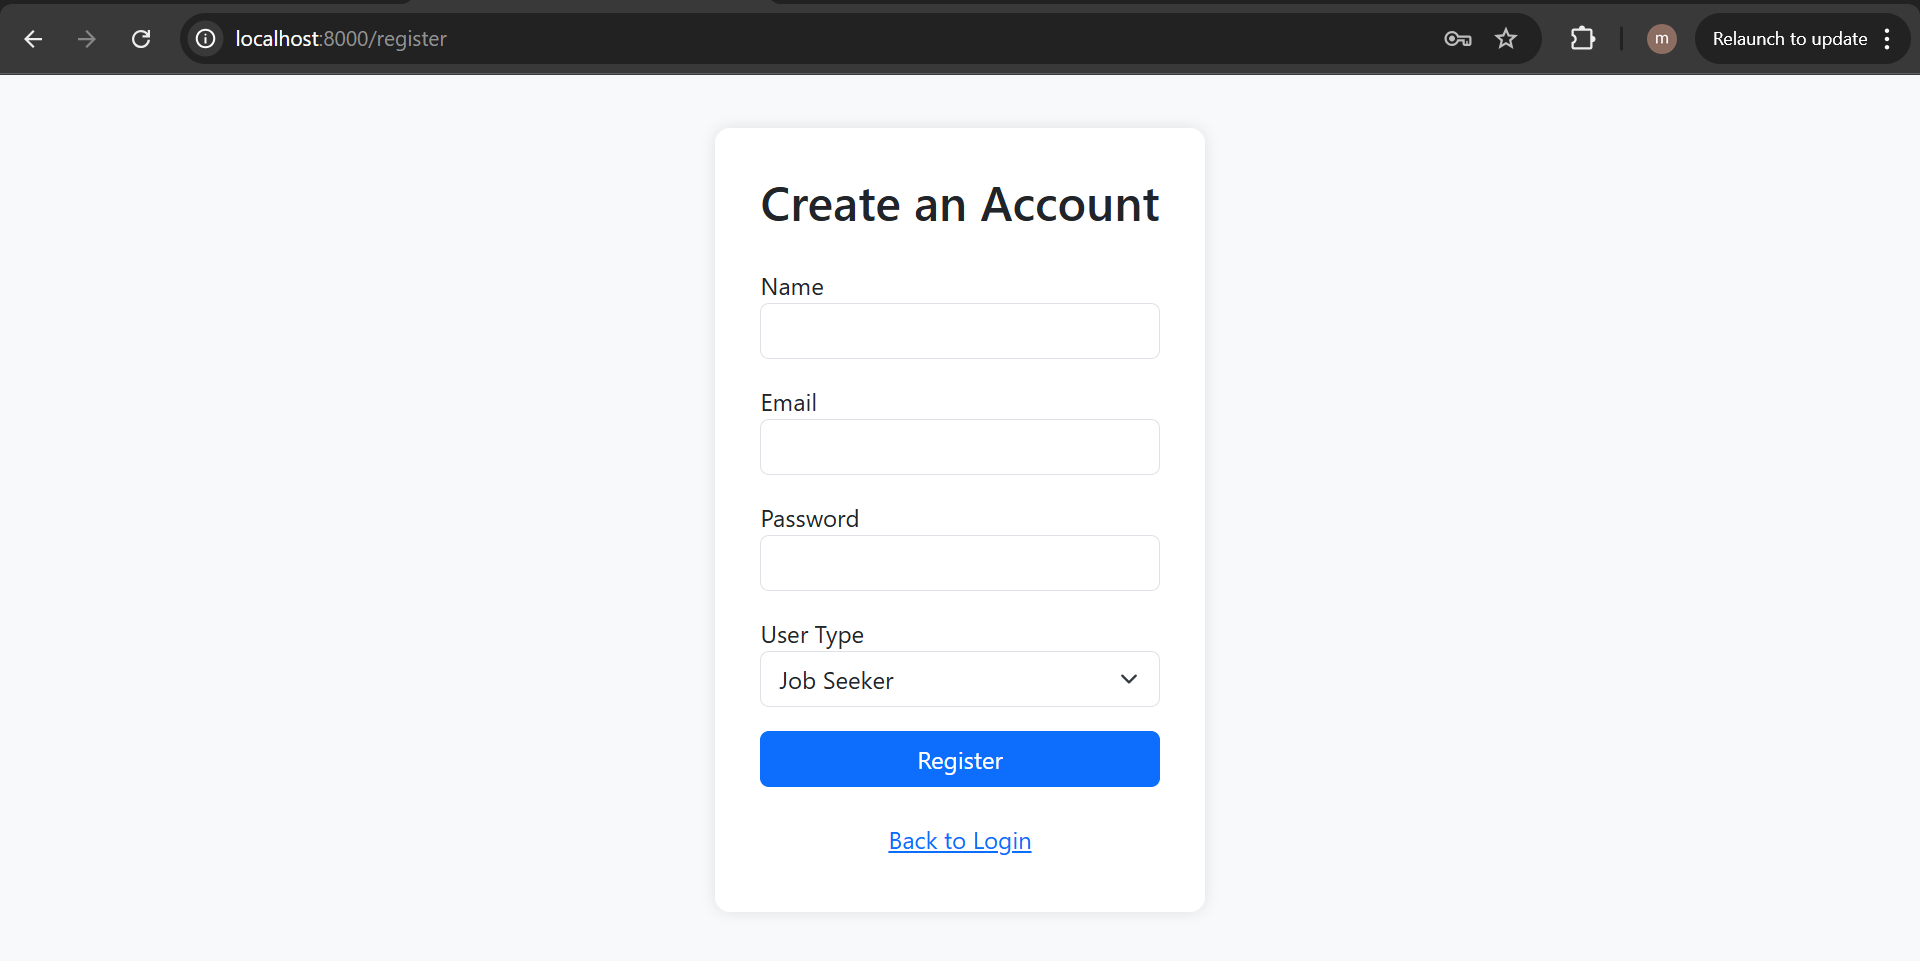 localhost:8000/register
m
Relaunch to update
Create an Account
Name
Email
Password
User Type
Job Seeker
Register
Back to Login